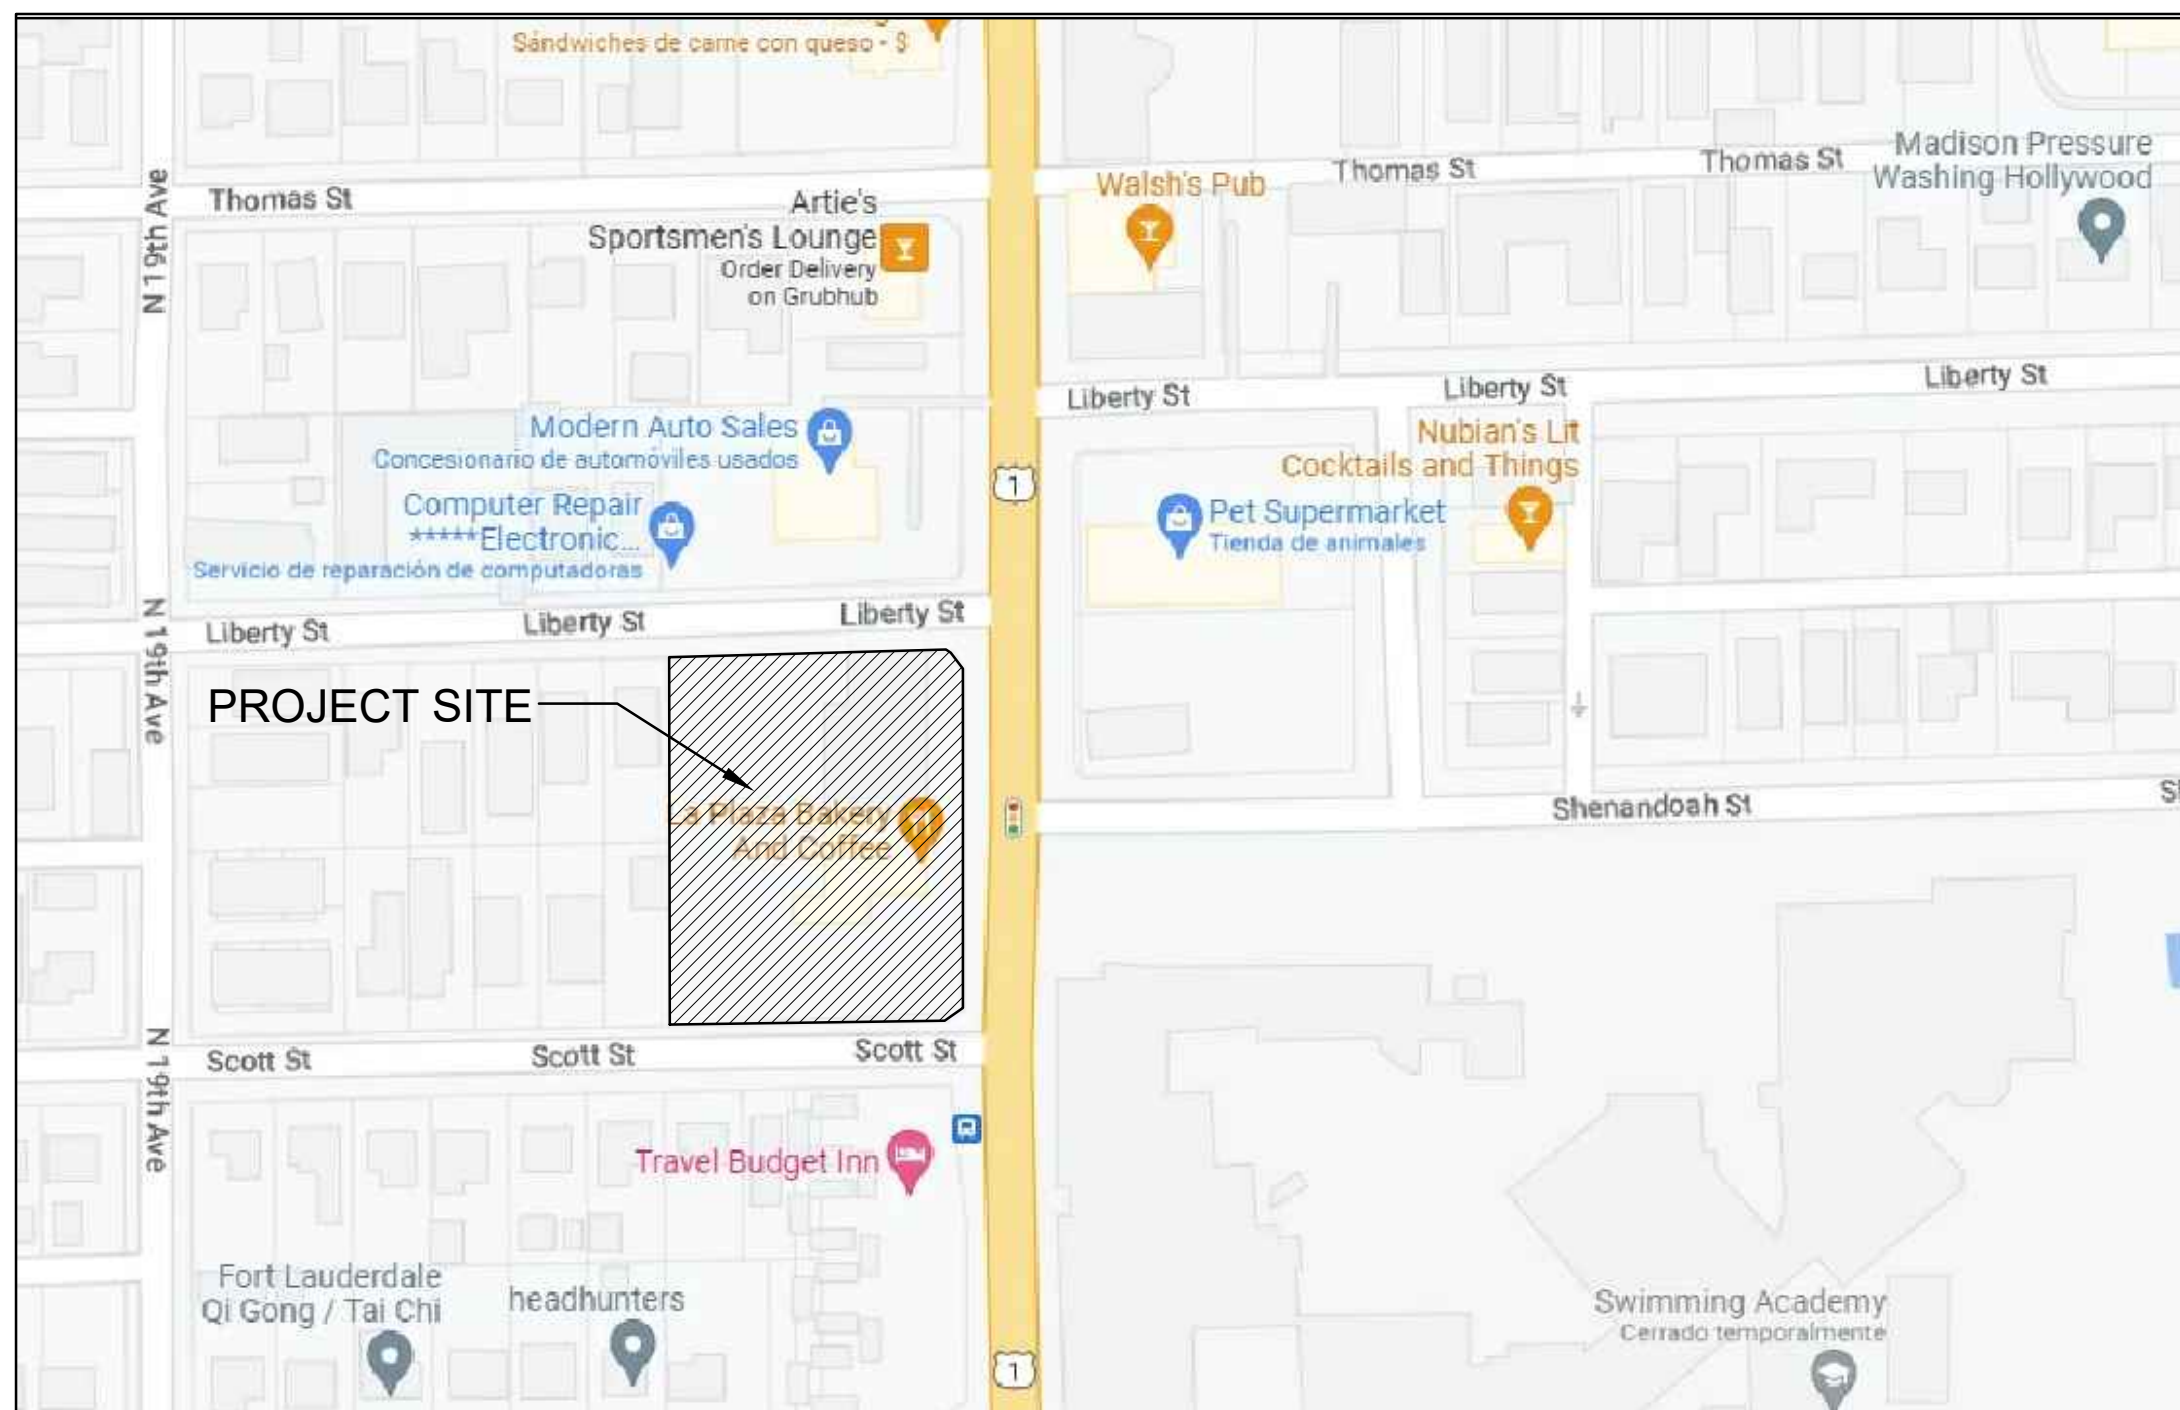 Sándwiches de carne con queso - $
Madison Pressure
Washing Hollywood
Thomas St
Thomas St
Walsh's Pub
Thomas St
N 19th Ave
Artie's
Sportsmen's Lounge
Order Delivery
on Grubhub
Liberty St
Liberty St
Liberty St
Modern Auto Sales
Concesionario de automóviles usados
Nubian's Lit
Cocktails and Things
1
Computer Repair
*****Electronic...
Servicio de reparación de computadoras
Pet Supermarket
Tienda de animales
Liberty St
Liberty St
Liberty St
N 19th Ave
PROJECT SITE
La Plaza Bakery
And Coffee
Shenandoah St
Scott St
Scott St
Scott St
N 19th Ave
Travel Budget Inn
Fort Lauderdale
Qi Gong / Tai Chi
headhunters
Swimming Academy
Cerrado temporalmente
1